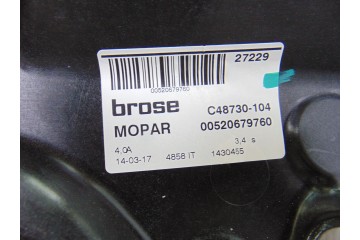 27229
00520679760
brose C48730-104
MOPAR 00520679760
4.0A 3,4 s
14-03-17 4858 IT 1430455